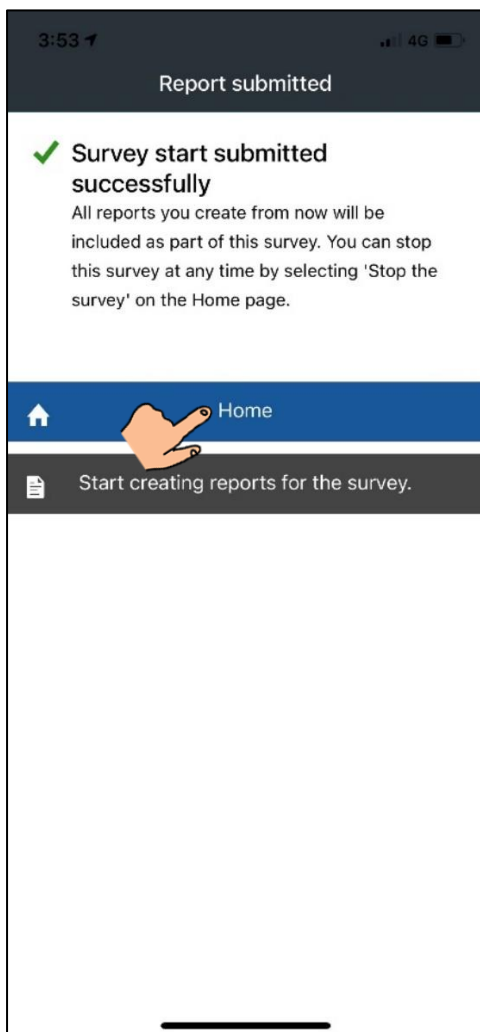 3:53
4G
Report submitted
Survey start submitted
successfully
All reports you create from now will be
included as part of this survey. You can stop
this survey at any time by selecting 'Stop the
survey' on the Home page.
Home
Start creating reports for the survey.